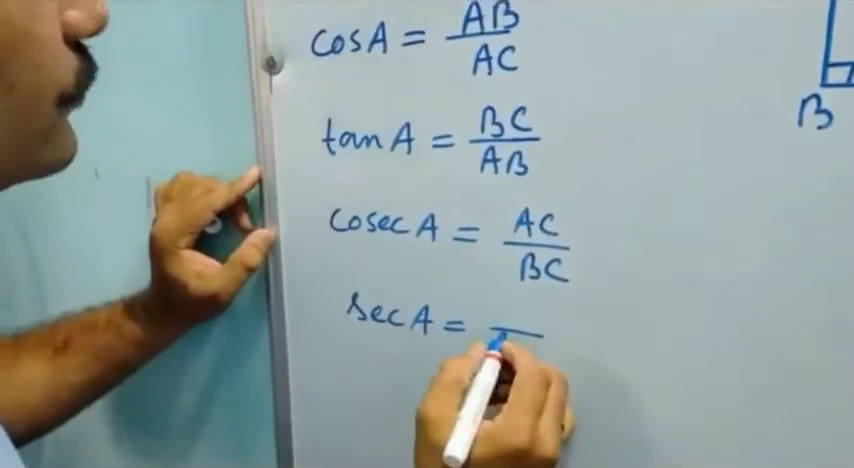 cosA = AB/AC
tanA = BC/AB
cosecA = AC/BC
secA =
B